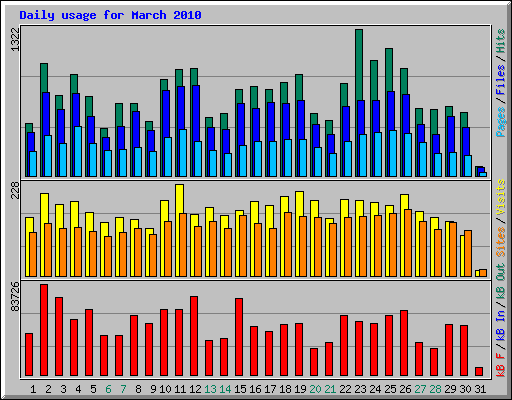 Daily usage for March 2010
1322
Pages / Files / Hits
228
Sites / Visits
83726
kB F / kB In / kB Out
1 2 3 4 5 6 7 8 9 10 11 12 13 14 15 16 17 18 19 20 21 22 23 24 25 26 27 28 29 30 31